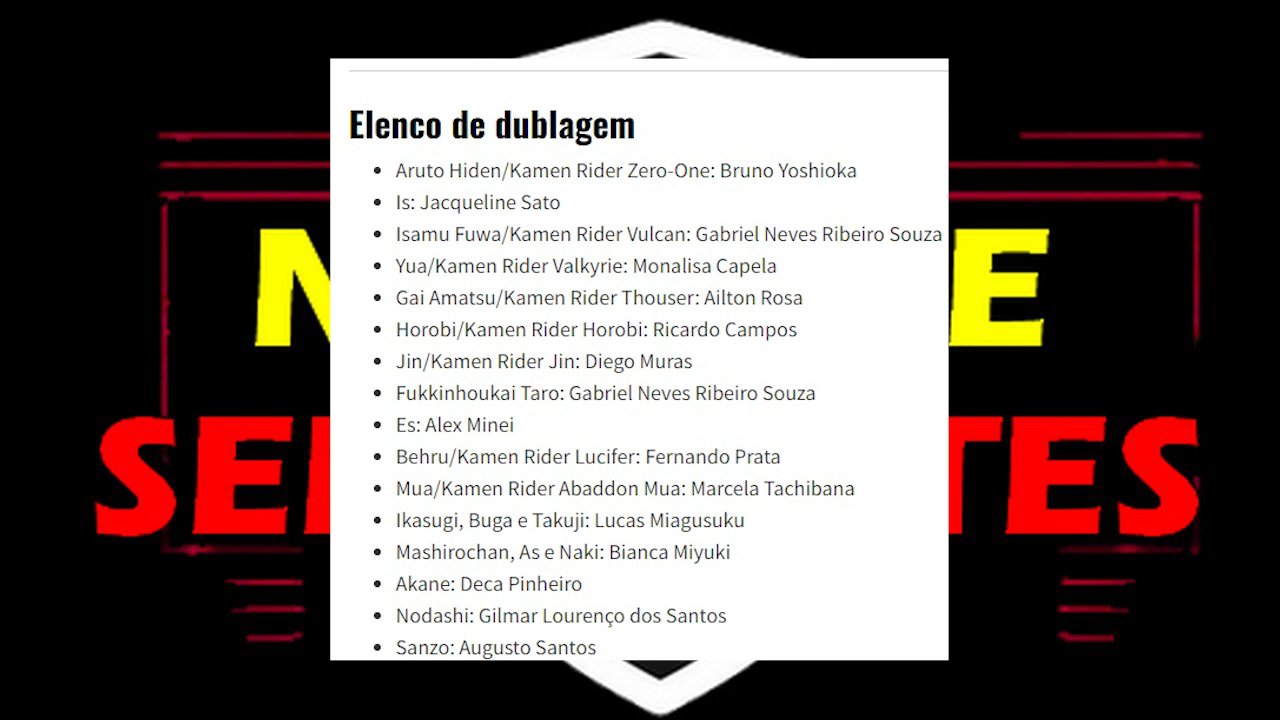 Elenco de dublagem
Aruto Hiden/Kamen Rider Zero-One: Bruno Yoshioka
Is: Jacqueline Sato
Isamu Fuwa/Kamen Rider Vulcan: Gabriel Neves Ribeiro Souza
Yua/Kamen Rider Valkyrie: Monalisa Capela
Gai Amatsu/Kamen Rider Thouser: Ailton Rosa
Horobi/Kamen Rider Horobi: Ricardo Campos
Jin/Kamen Rider Jin: Diego Muras
Fukkinhoukai Taro: Gabriel Neves Ribeiro Souza
Es: Alex Minei
Behru/Kamen Rider Lucifer: Fernando Prata
Mua/Kamen Rider Abaddon Mua: Marcela Tachibana
Ikasugi, Buga e Takuji: Lucas Miagusuku
Mashirochan, As e Naki: Bianca Miyuki
Akane: Deca Pinheiro
Nodashi: Gilmar Lourenço dos Santos
Sanzo: Augusto Santos